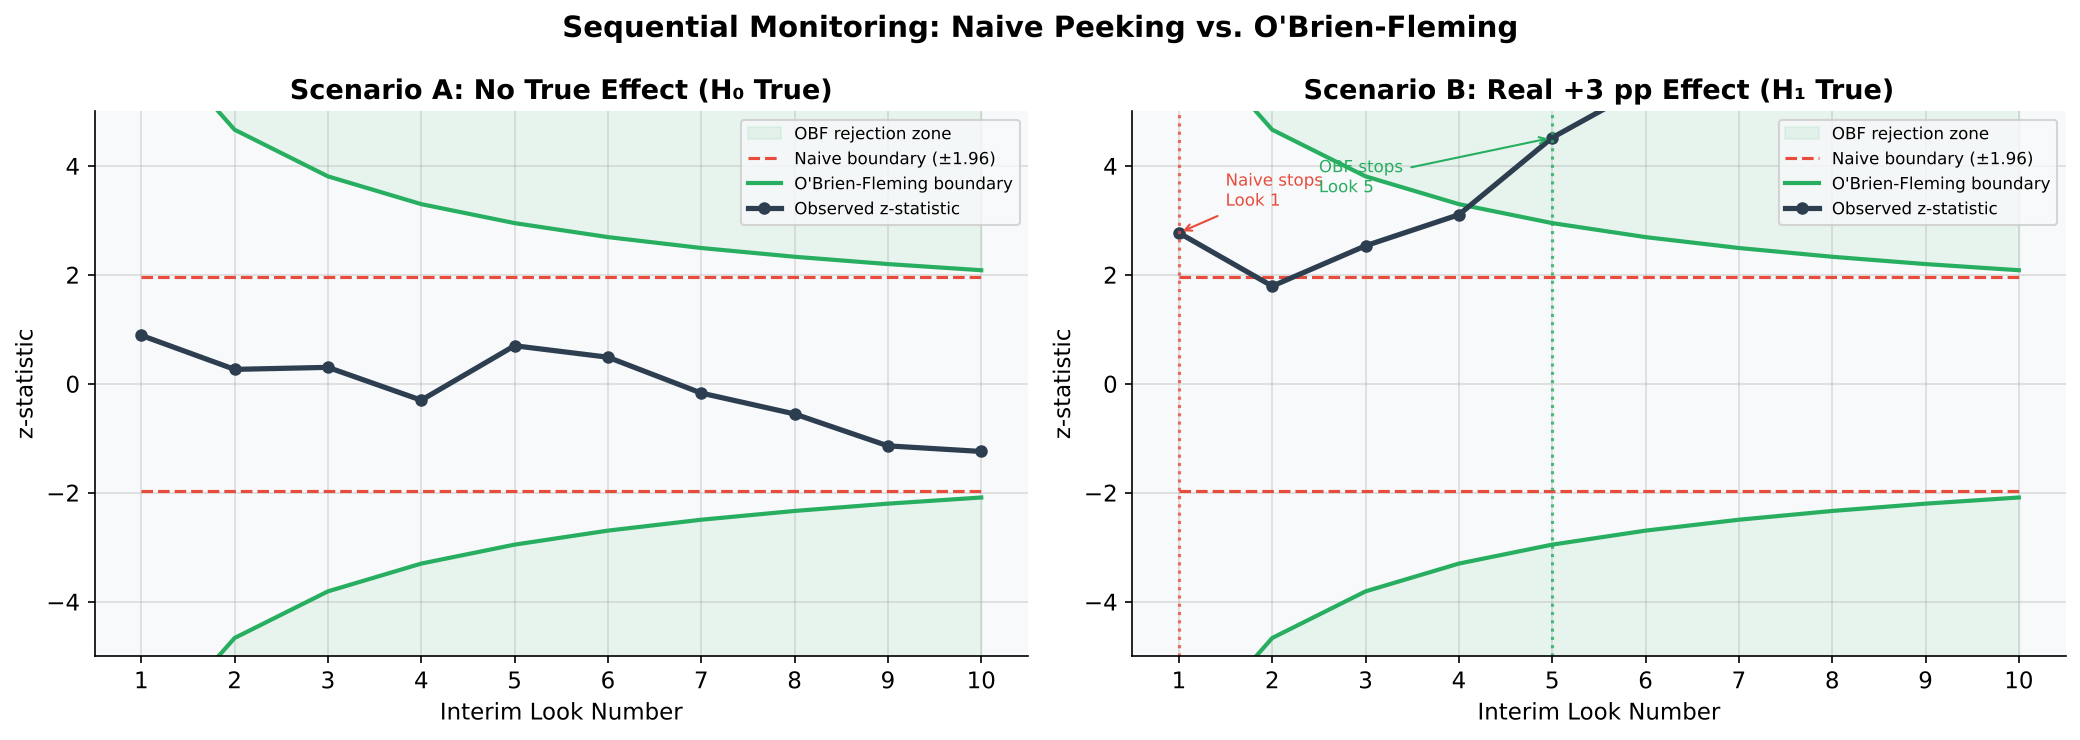 Sequential Monitoring: Naive Peeking vs. O'Brien-Fleming
Scenario A: No True Effect (H₀ True)
OBF rejection zone
Naive boundary (±1.96)
O'Brien-Fleming boundary
Observed z-statistic
z-statistic
4
2
0
−2
−4
1 2 3 4 5 6 7 8 9 10
Interim Look Number
Scenario B: Real +3 pp Effect (H₁ True)
OBF rejection zone
Naive boundary (±1.96)
O'Brien-Fleming boundary
Observed z-statistic
Naive stops
Look 1
OBF stops
Look 5
z-statistic
4
2
0
−2
−4
1 2 3 4 5 6 7 8 9 10
Interim Look Number